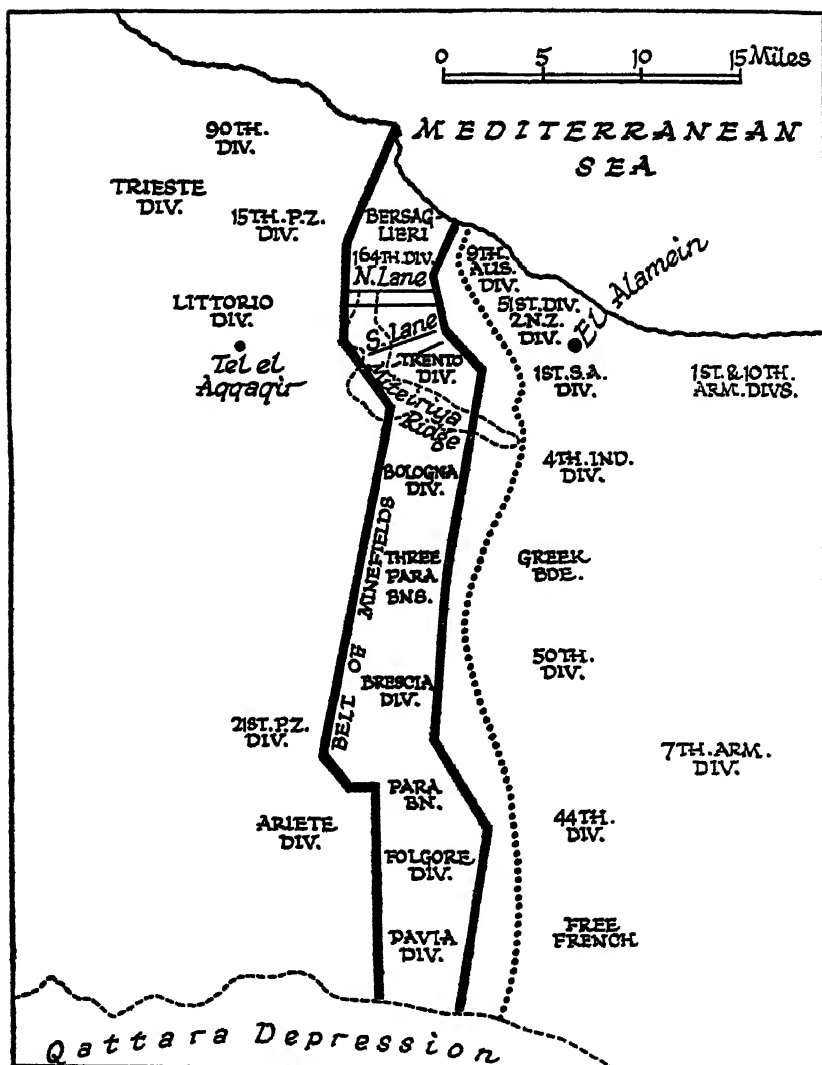 0 5 10 15 Miles
MEDITERRANEAN
SEA
90TH.
DIV.
TRIESTE
DIV.
15TH.P.Z.
DIV.
BERSAG-
LIERI
164TH.DIV.
N.Lane
9TH.
AUS.
DIV.
51ST.DIV.
2.N.Z.
DIV.
El Alamein
LITTORIO
DIV.
Tel el
Aqqaqir
S.Lane
TRENTO
DIV.
1ST.S.A.
DIV.
1ST.&10TH.
ARM.DIVS.
Miteiriya
Ridge
BOLOGNA
DIV.
4TH.IND.
DIV.
BELT OF MINEFIELDS
THREE
PARA
BNS.
GREEK
BDE.
50TH.
DIV.
BRESCIA
DIV.
21ST.P.Z.
DIV.
7TH.ARM.
DIV.
PARA
BN.
ARIETE
DIV.
44TH.
DIV.
FOLGORE
DIV.
PAVIA
DIV.
FREE
FRENCH
Qattara Depression